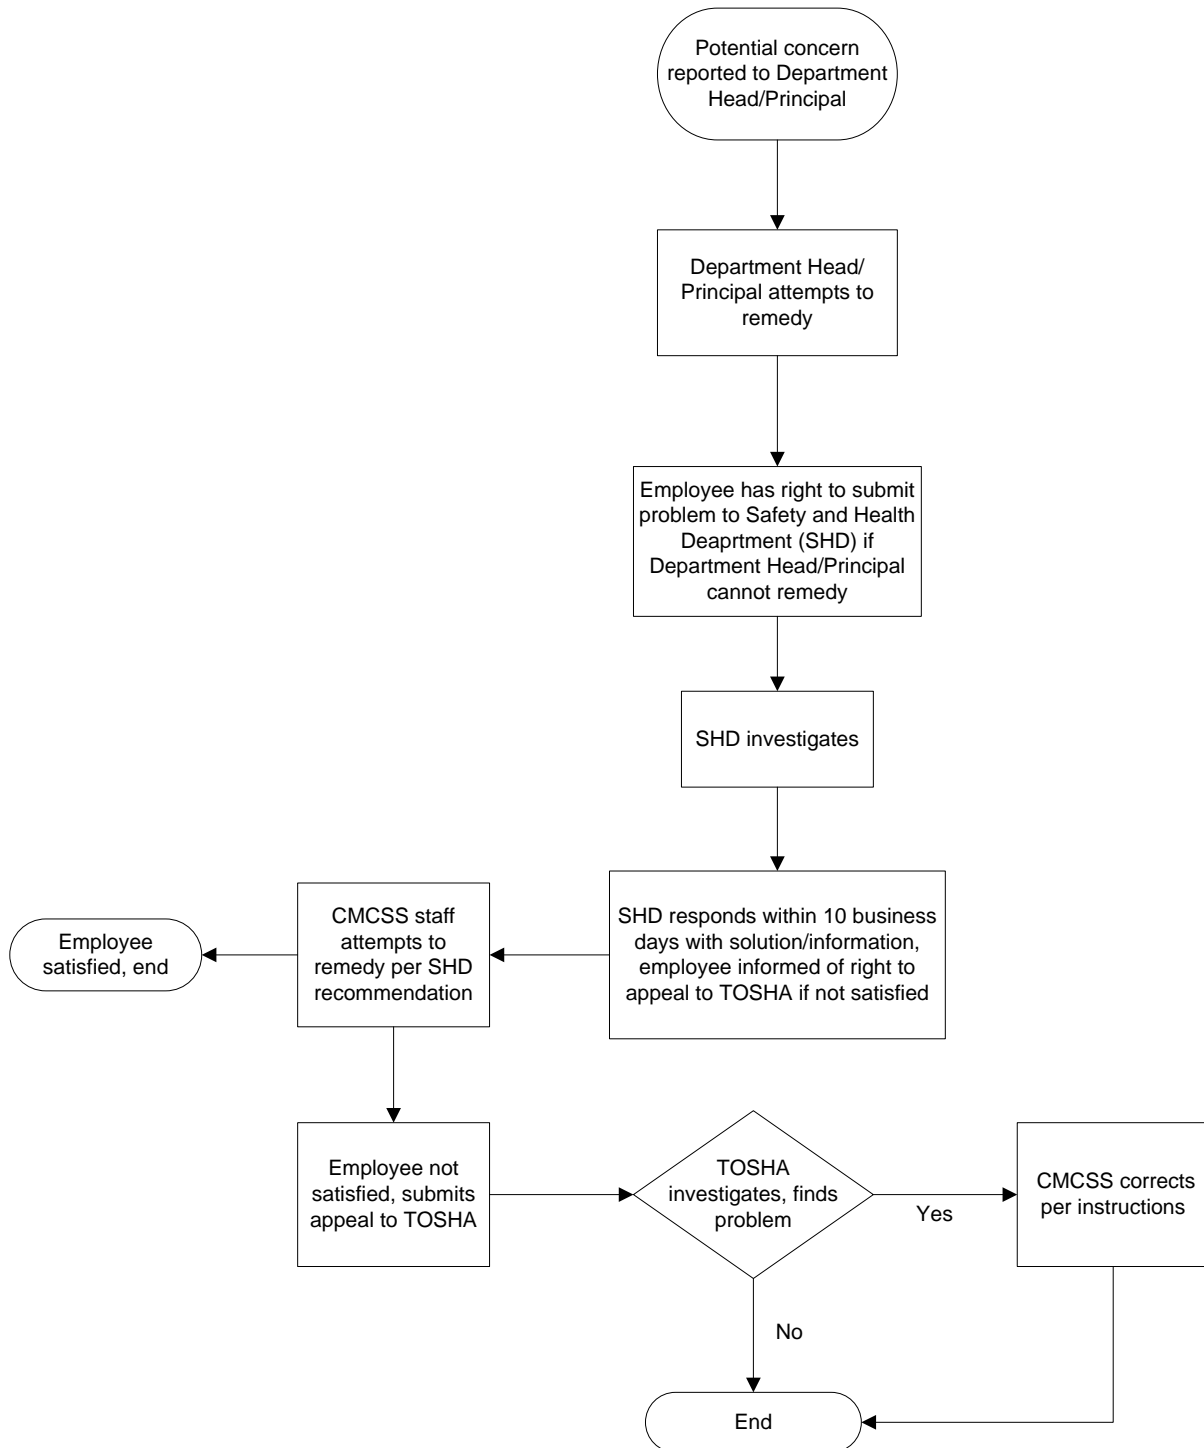 Potential concern
reported to Department
Head/Principal
Department Head/
Principal attempts to
remedy
Employee has right to submit
problem to Safety and Health
Deaprtment (SHD) if
Department Head/Principal
cannot remedy
SHD investigates
SHD responds within 10 business
days with solution/information,
employee informed of right to
appeal to TOSHA if not satisfied
CMCSS staff
attempts to
remedy per SHD
recommendation
Employee
satisfied, end
Employee not
satisfied, submits
appeal to TOSHA
TOSHA
investigates, finds
problem
Yes
CMCSS corrects
per instructions
No
End